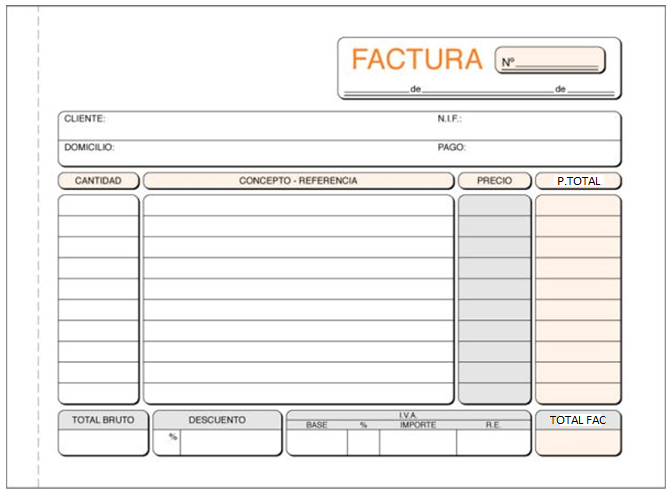 FACTURA Nº
de de
CLIENTE: N.I.F.:
DOMICILIO: PAGO:
CANTIDAD CONCEPTO - REFERENCIA PRECIO P.TOTAL
TOTAL BRUTO DESCUENTO I.V.A. TOTAL FAC
% BASE % IMPORTE R.E.